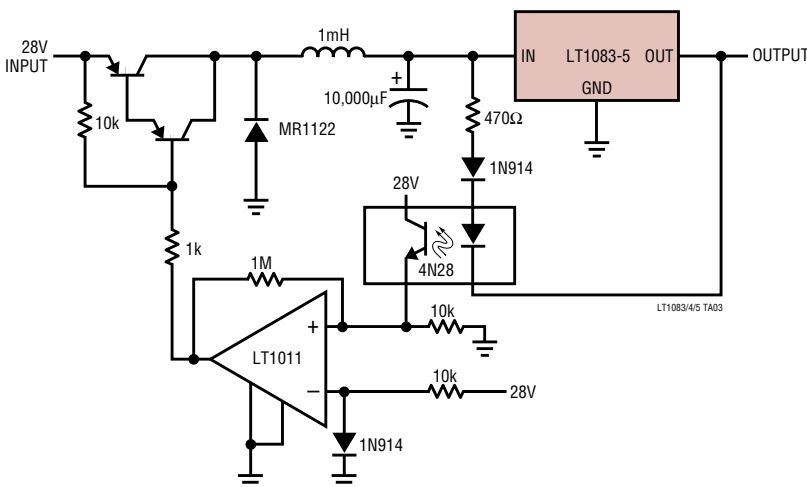 28V
INPUT
1mH
IN
LT1083-5
OUT
GND
OUTPUT
+
10,000μF
10k
MR1122
470Ω
1N914
28V
4N28
1k
1M
LT1083/4/5 TA03
+
10k
LT1011
–
10k
28V
1N914